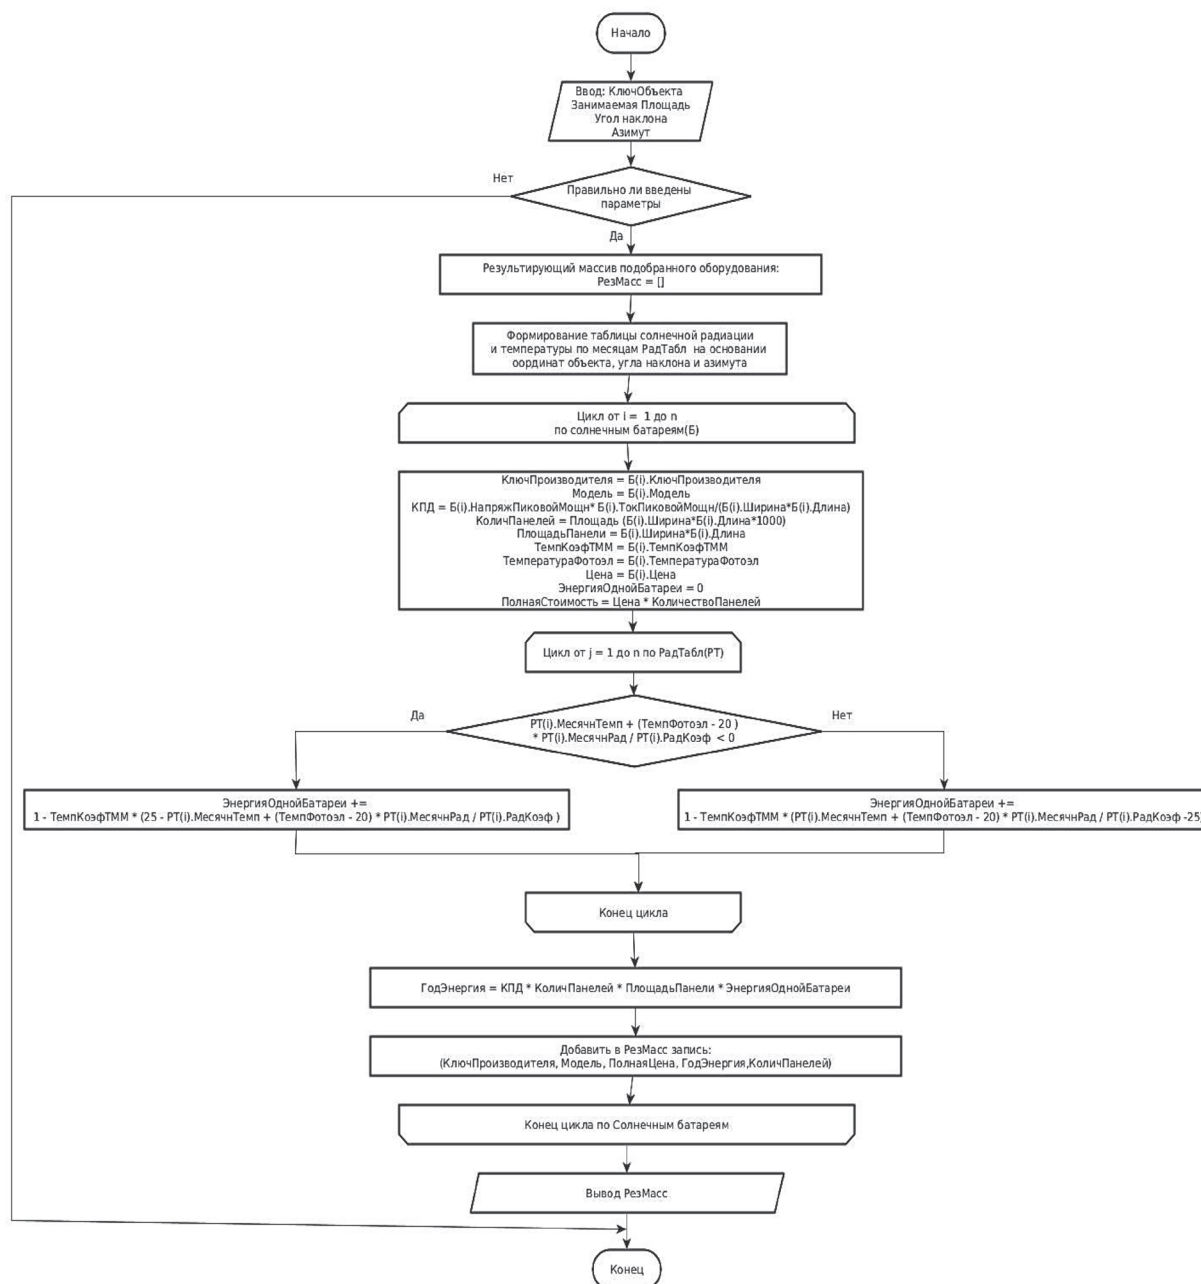 Начало
Ввод: КлючОбъекта
Занимаемая Площадь
Угол наклона
Азимут
Нет
Правильно ли введены
параметры
Да
Результирующий массив подобранного оборудования:
РезМасс = []
Формирование таблицы солнечной радиации
и температуры по месяцам РадТабл на основании
оординат объекта, угла наклона и азимута
Цикл от i = 1 до n
по солнечным батареям(Б)
КлючПроизводителя = Б(i).КлючПроизводителя
Модель = Б(i).Модель
КПД = Б(i).НапряжПиковойМощн* Б(i).ТокПиковойМощн/(Б(i).Ширина*Б(i).Длина)
КоличПанелей = Площадь (Б(i).Ширина*Б(i).Длина*1000)
ПлощадьПанели = Б(i).Ширина*Б(i).Длина
ТемпКоэфТММ = Б(i).ТемпКоэфТММ
ТемператураФотоэл = Б(i).ТемператураФотоэл
Цена = Б(i).Цена
ЭнергияОднойБатареи = 0
ПолнаяСтоимость = Цена * КоличествоПанелей
Цикл от j = 1 до n по РадТабл(РТ)
Да
Нет
РТ(i).МесячнТемп + (ТемпФотоэл - 20 )
* РТ(i).МесячнРад / РТ(i).РадКоэф < 0
ЭнергияОднойБатареи +=
1 - ТемпКоэфТММ * (25 - РТ(i).МесячнТемп + (ТемпФотоэл - 20) * РТ(i).МесячнРад / РТ(i).РадКоэф )
ЭнергияОднойБатареи +=
1 - ТемпКоэфТММ * (РТ(i).МесячнТемп + (ТемпФотоэл - 20) * РТ(i).МесячнРад / РТ(i).РадКоэф -25)
Конец цикла
ГодЭнергия = КПД * КоличПанелей * ПлощадьПанели * ЭнергияОднойБатареи
Добавить в РезМасс запись:
(КлючПроизводителя, Модель, ПолнаяЦена, ГодЭнергия,КоличПанелей)
Конец цикла по Солнечным батареям
Вывод РезМасс
Конец